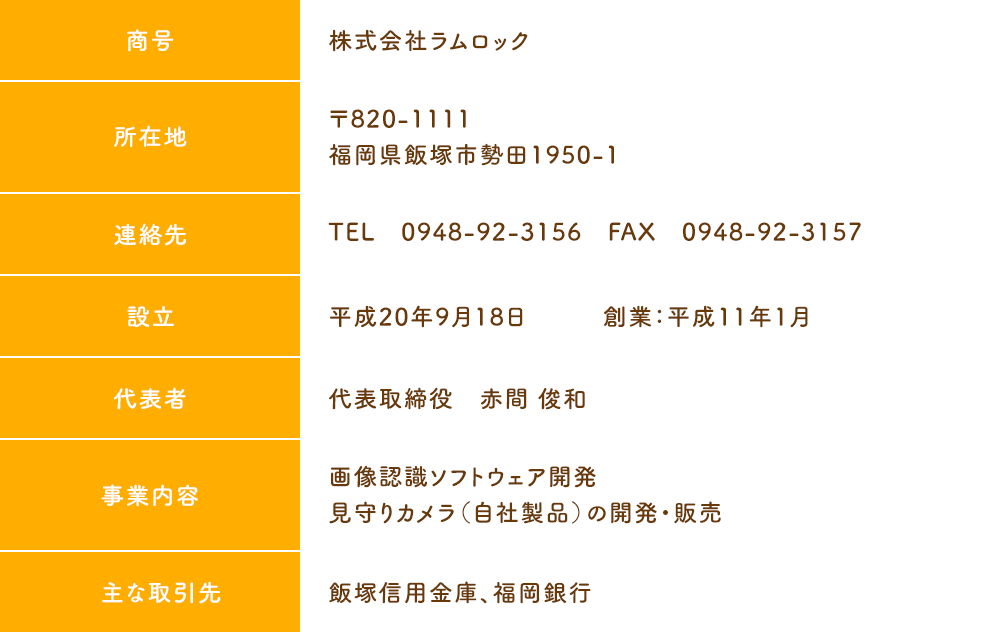 商号 株式会社ラムロック
所在地
〒820-1111
福岡県飯塚市勢田1950-1
連絡先 TEL　0948-92-3156　FAX　0948-92-3157
設立 平成20年9月18日　　　創業：平成11年1月
代表者 代表取締役　赤間 俊和
事業内容
画像認識ソフトウェア開発
見守りカメラ（自社製品）の開発・販売
主な取引先 飯塚信用金庫、福岡銀行